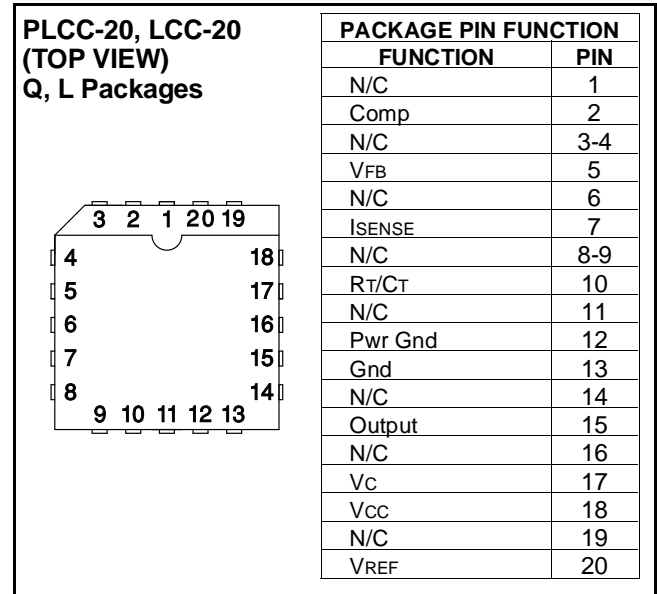 PLCC-20, LCC-20
(TOP VIEW)
Q, L Packages
3 2 1 20 19
4 18
5 17
6 16
7 15
8 14
9 10 11 12 13
PACKAGE PIN FUNCTION
FUNCTION PIN
N/C 1
Comp 2
N/C 3-4
VFB 5
N/C 6
ISENSE 7
N/C 8-9
RT/CT 10
N/C 11
Pwr Gnd 12
Gnd 13
N/C 14
Output 15
N/C 16
VC 17
VCC 18
N/C 19
VREF 20